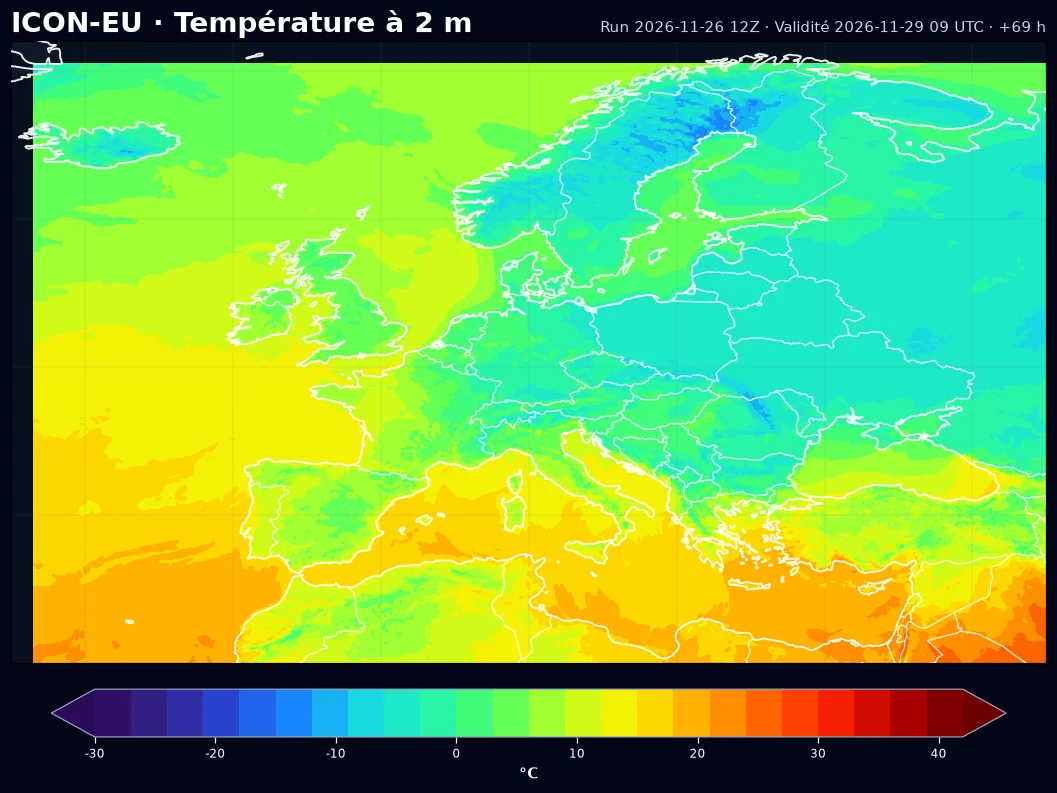 ICON-EU · Température à 2 m
Run 2026-11-26 12Z · Validité 2026-11-29 09 UTC · +69 h
-30 -20 -10 0 10 20 30 40
°C